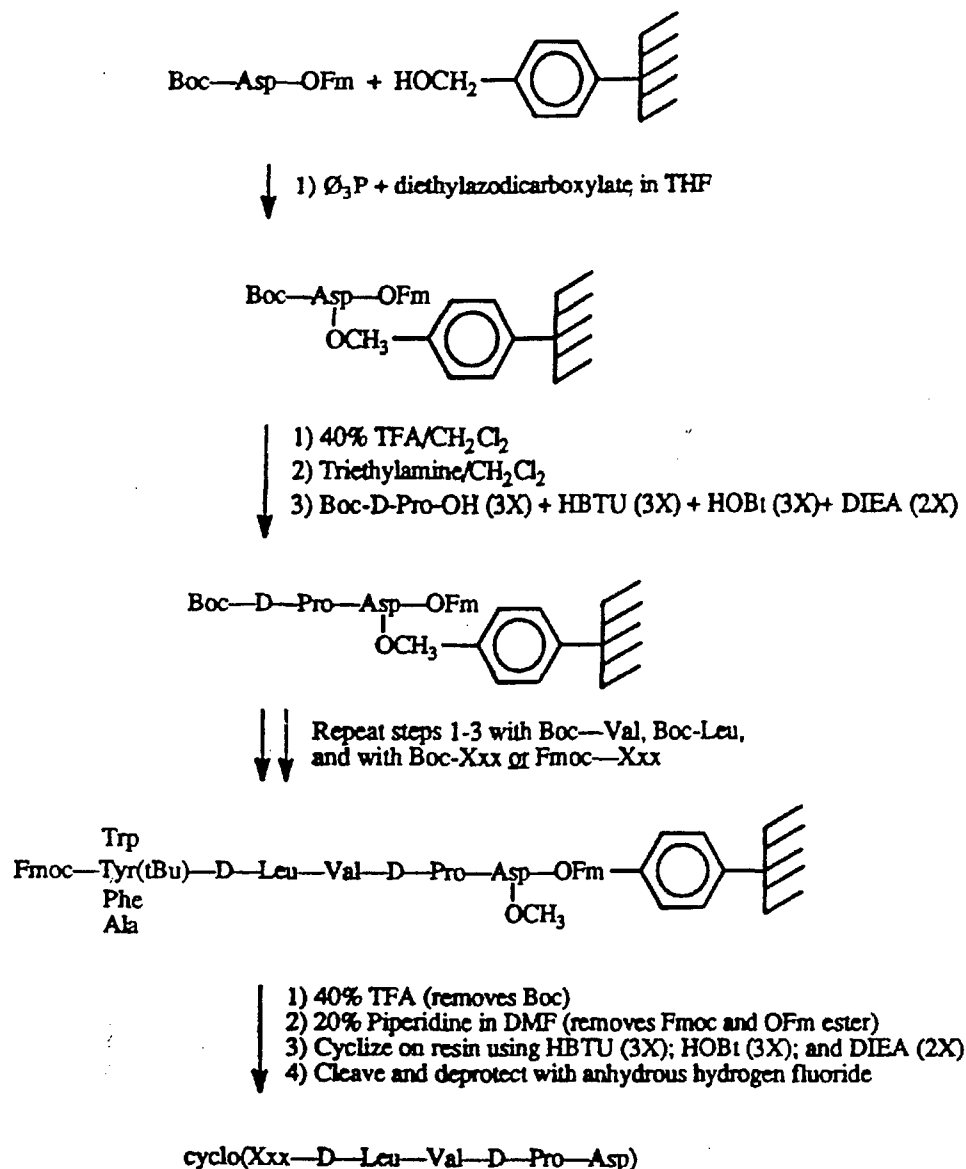 Boc—Asp—OFm + HOCH2
1) Ø3P + diethylazodicarboxylate in THF
Boc—Asp—OFm
OCH3
1) 40% TFA/CH2Cl2
2) Triethylamine/CH2Cl2
3) Boc-D-Pro-OH (3X) + HBTU (3X) + HOBt (3X)+ DIEA (2X)
Boc—D—Pro—Asp—OFm
OCH3
Repeat steps 1-3 with Boc—Val, Boc-Leu,
and with Boc-Xxx or Fmoc—Xxx
Trp
Fmoc—Tyr(tBu)—D—Leu—Val—D—Pro—Asp—OFm
Phe
OCH3
Ala
1) 40% TFA (removes Boc)
2) 20% Piperidine in DMF (removes Fmoc and OFm ester)
3) Cyclize on resin using HBTU (3X); HOBt (3X); and DIEA (2X)
4) Cleave and deprotect with anhydrous hydrogen fluoride
cyclo(Xxx—D—Leu—Val—D—Pro—Asp)